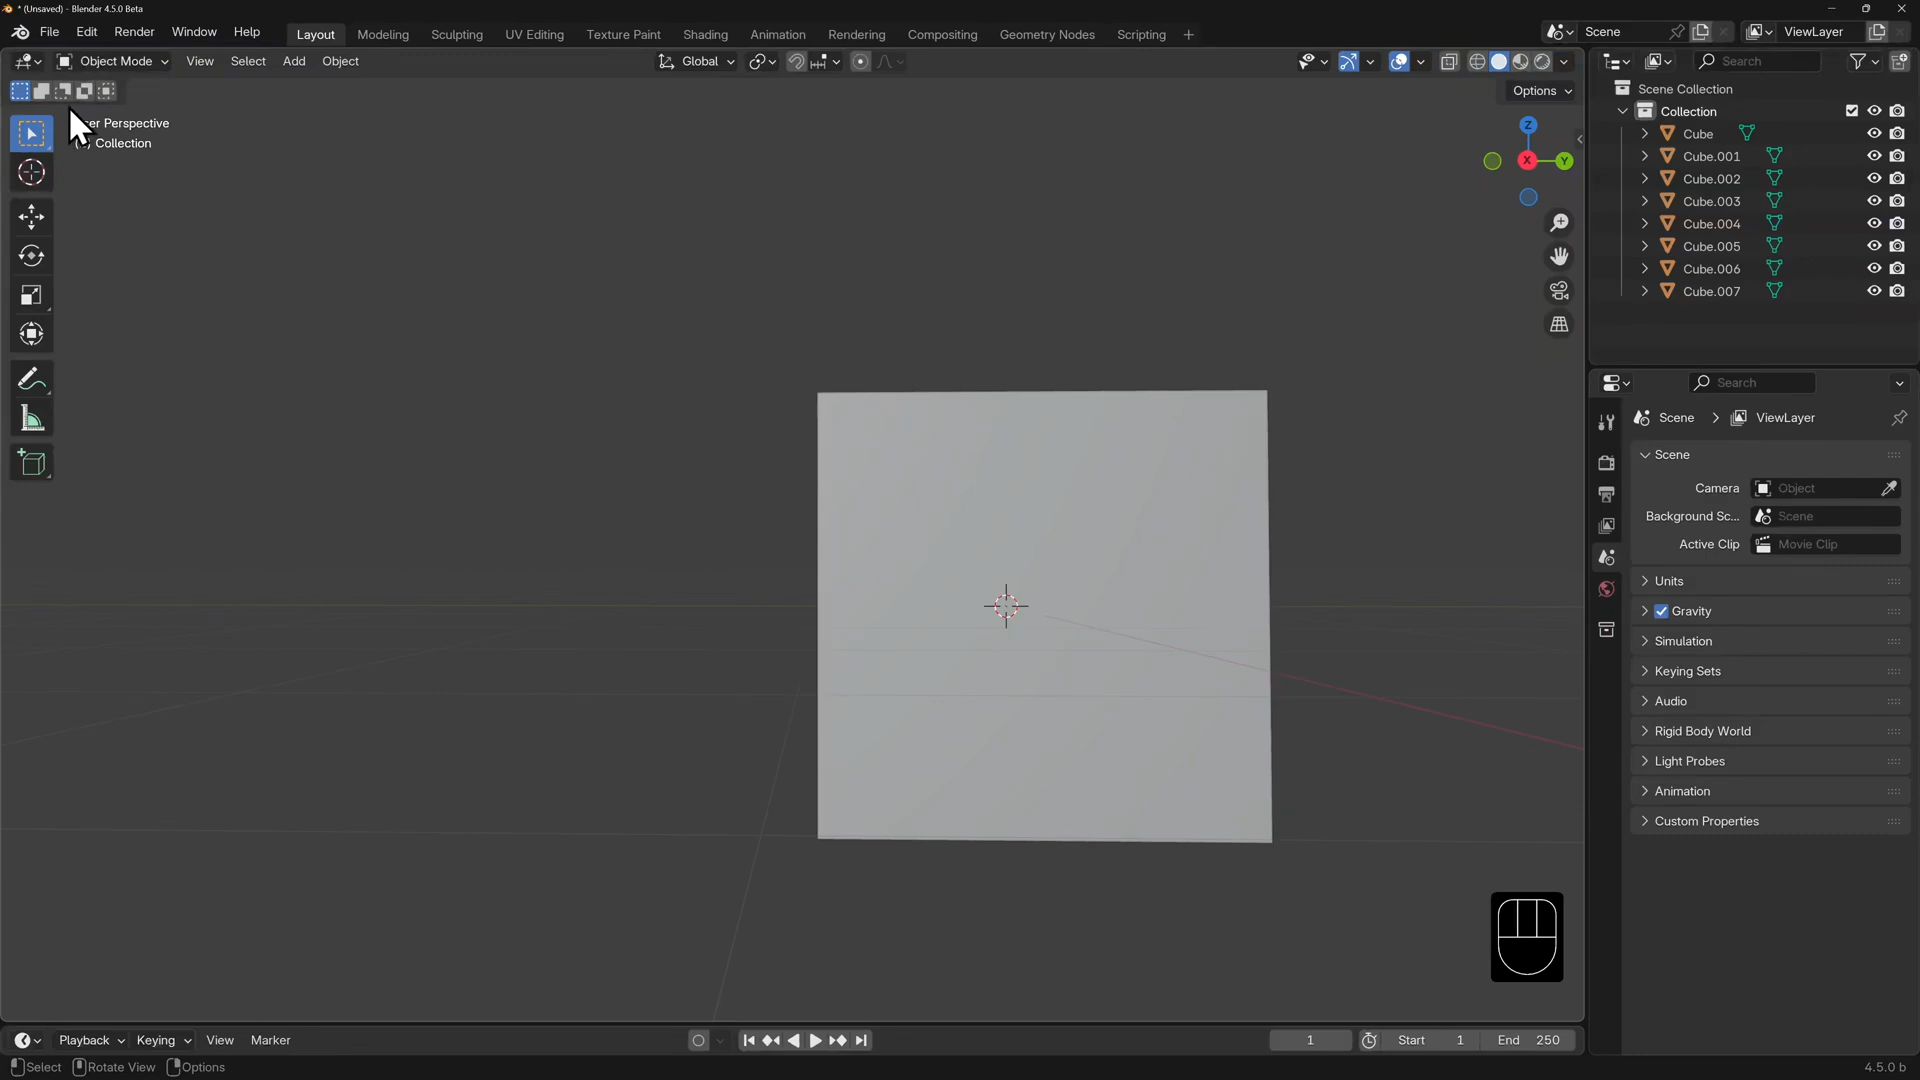 * (Unsaved) - Blender 4.5.0 Beta
File Edit Render Window Help Layout Modeling Sculpting UV Editing Texture Paint Shading Animation Rendering Compositing Geometry Nodes Scripting + Scene ViewLayer
Object Mode View Select Add Object Global Search
Options
er Perspective
Collection
Z
X
Y
Scene Collection
Collection
Cube
Cube.001
Cube.002
Cube.003
Cube.004
Cube.005
Cube.006
Cube.007
Search
Scene ViewLayer
Scene
Camera Object
Background Sc... Scene
Active Clip Movie Clip
Units
Gravity
Simulation
Keying Sets
Audio
Rigid Body World
Light Probes
Animation
Custom Properties
Playback Keying View Marker 1 Start 1 End 250
Select Rotate View Options 4.5.0 b